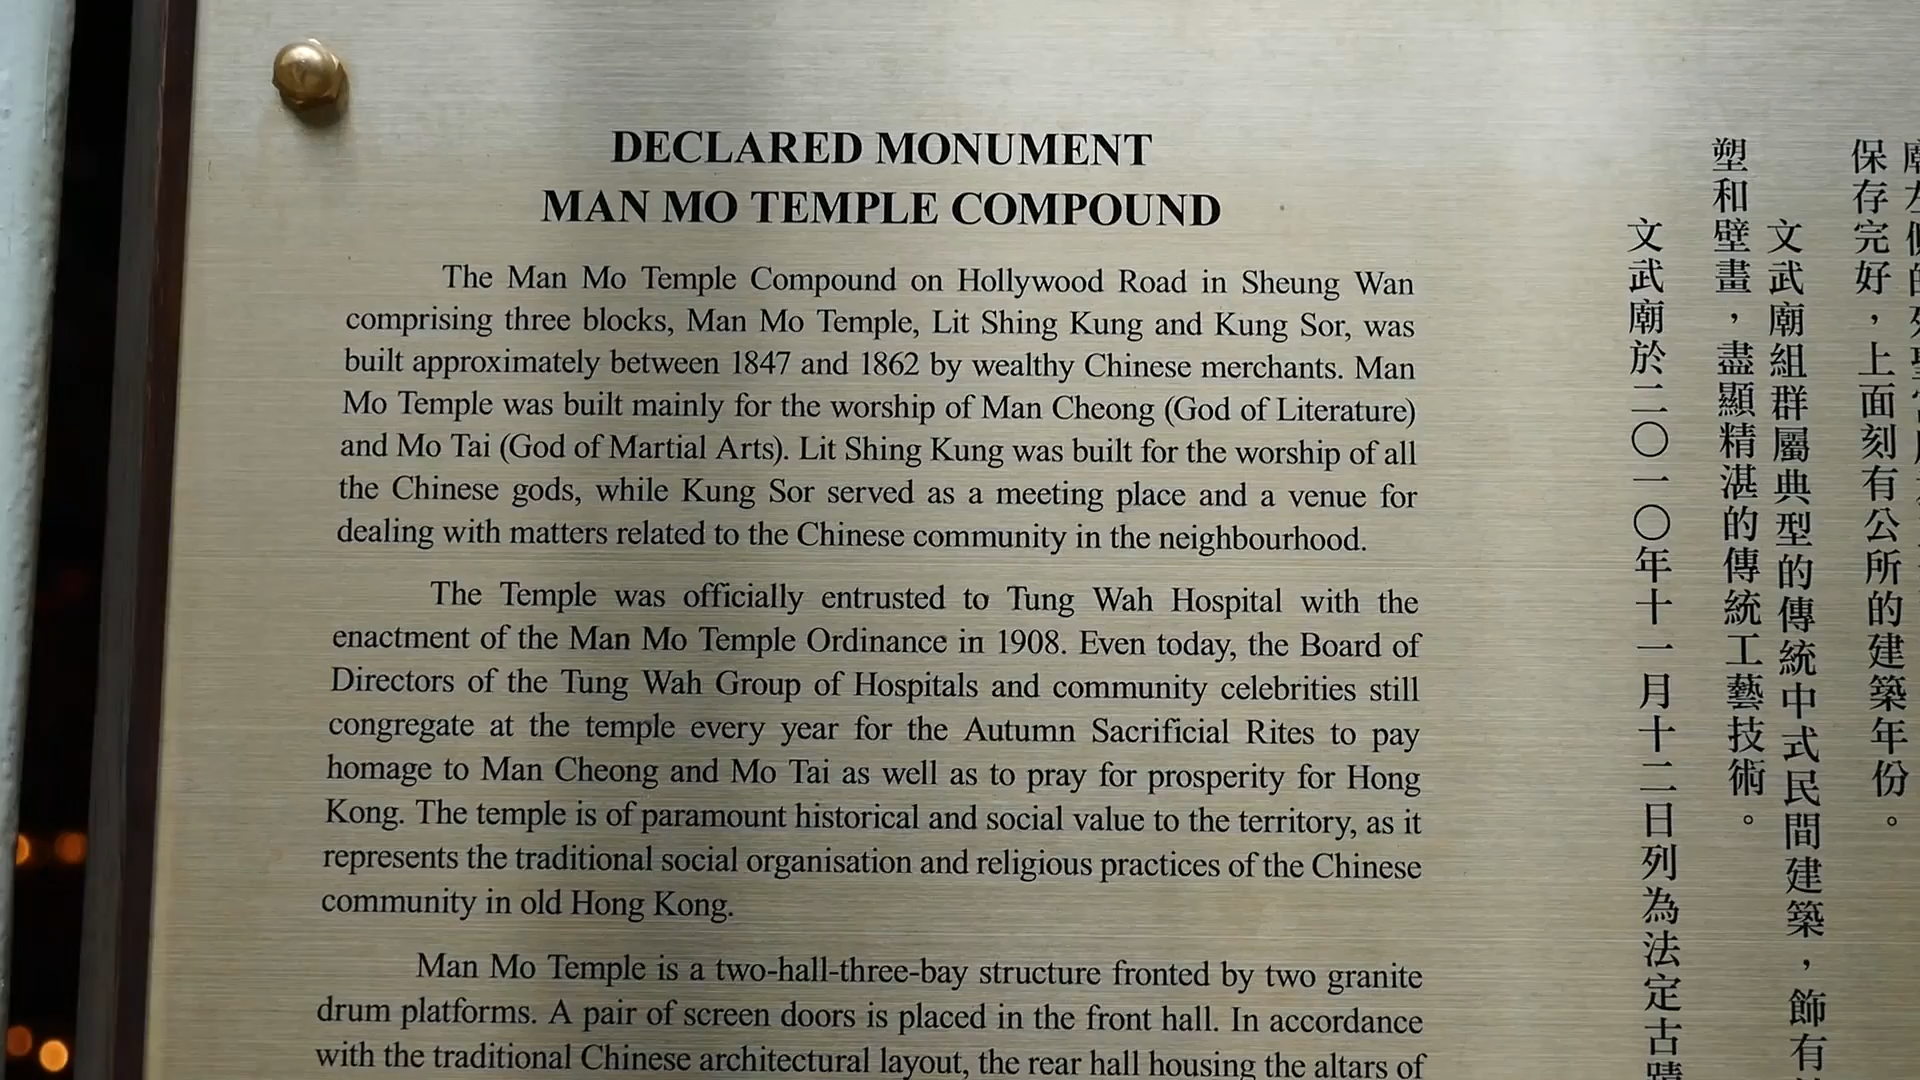 DECLARED MONUMENT
MAN MO TEMPLE COMPOUND
The Man Mo Temple Compound on Hollywood Road in Sheung Wan
comprising three blocks, Man Mo Temple, Lit Shing Kung and Kung Sor, was
built approximately between 1847 and 1862 by wealthy Chinese merchants. Man
Mo Temple was built mainly for the worship of Man Cheong (God of Literature)
and Mo Tai (God of Martial Arts). Lit Shing Kung was built for the worship of all
the Chinese gods, while Kung Sor served as a meeting place and a venue for
dealing with matters related to the Chinese community in the neighbourhood.
The Temple was officially entrusted to Tung Wah Hospital with the
enactment of the Man Mo Temple Ordinance in 1908. Even today, the Board of
Directors of the Tung Wah Group of Hospitals and community celebrities still
congregate at the temple every year for the Autumn Sacrificial Rites to pay
homage to Man Cheong and Mo Tai as well as to pray for prosperity for Hong
Kong. The temple is of paramount historical and social value to the territory, as it
represents the traditional social organisation and religious practices of the Chinese
community in old Hong Kong.
Man Mo Temple is a two-hall-three-bay structure fronted by two granite
drum platforms. A pair of screen doors is placed in the front hall. In accordance
with the traditional Chinese architectural layout, the rear hall housing the altars of
保存完好，上面刻有公所的建築年份。
文武廟組群屬典型的傳統中式民間建築，飾有
塑和壁畫，盡顯精湛的傳統工藝技術。
文武廟於二〇一〇年十一月十二日列為法定古蹟